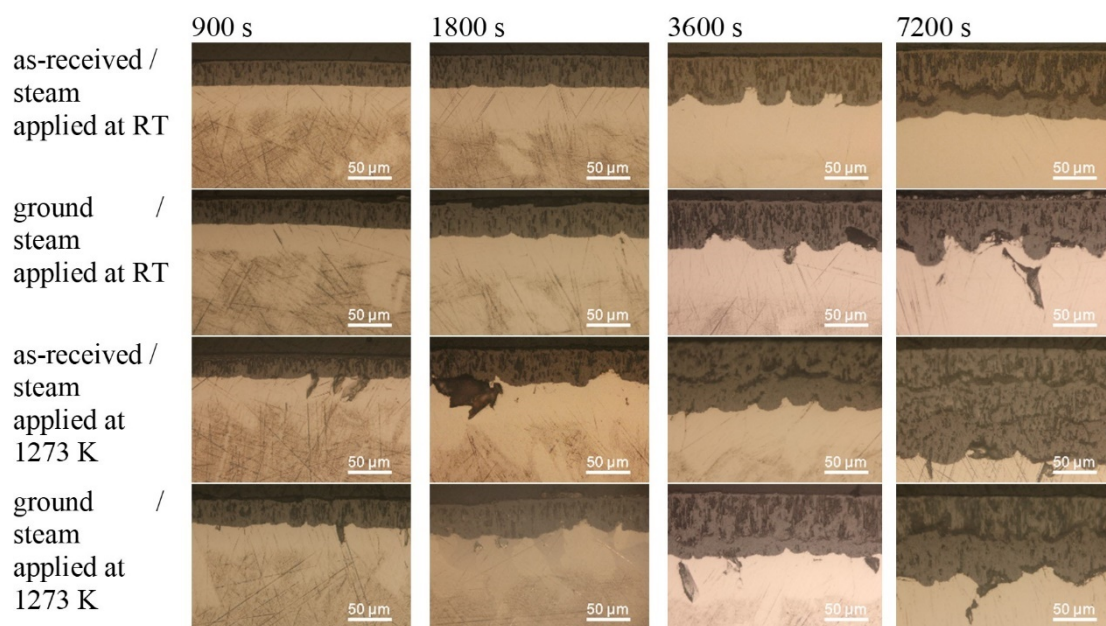 900 s 1800 s 3600 s 7200 s
as-received /
steam
applied at RT
50 µm 50 µm 50 µm 50 µm
ground /
steam
applied at RT
50 µm 50 µm 50 µm 50 µm
as-received /
steam
applied at
1273 K
50 µm 50 µm 50 µm 50 µm
ground /
steam
applied at
1273 K
50 µm 50 µm 50 µm 50 µm